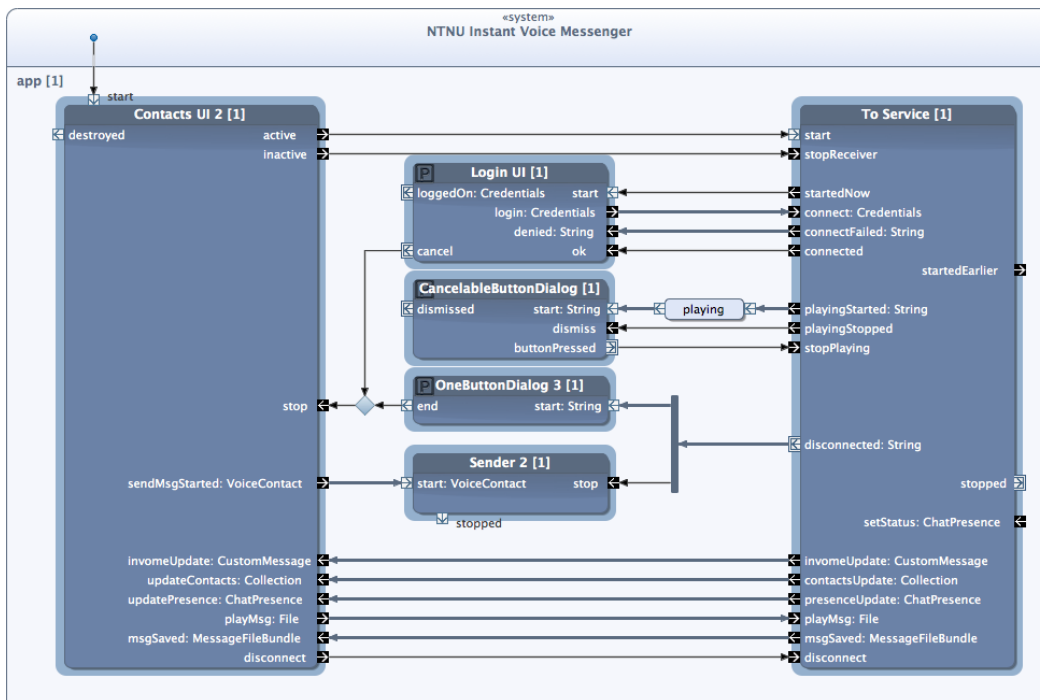 «system»
NTNU Instant Voice Messenger
app [1]
start
Contacts UI 2 [1]
destroyed
active
inactive
stop
sendMsgStarted: VoiceContact
invomeUpdate: CustomMessage
updateContacts: Collection
updatePresence: ChatPresence
playMsg: File
msgSaved: MessageFileBundle
disconnect
P
Login UI [1]
loggedOn: Credentials
start
login: Credentials
denied: String
cancel
ok
P
CancelableButtonDialog [1]
dismissed
start: String
dismiss
buttonPressed
playing
P
OneButtonDialog 3 [1]
end
start: String
Sender 2 [1]
start: VoiceContact
stop
stopped
To Service [1]
start
stopReceiver
startedNow
connect: Credentials
connectFailed: String
connected
startedEarlier
playingStarted: String
playingStopped
stopPlaying
disconnected: String
stopped
setStatus: ChatPresence
invomeUpdate: CustomMessage
contactsUpdate: Collection
presenceUpdate: ChatPresence
playMsg: File
msgSaved: MessageFileBundle
disconnect